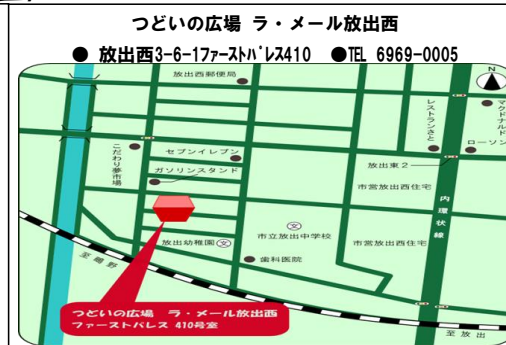 つどいの広場 ラ・メール放出西
● 放出西3-6-1ファーストパレス410 ●TEL 6969-0005
放出西郵便局
N
マクドナルド
レストランさと
ローソン
こだわり夢市場
セブンイレブン
ガソリンスタンド
放出東2
市営放出西住宅
内環状線
文
市立放出中学校
放出幼稚園
文
市営放出西住宅
歯科医院
至鴫野
つどいの広場 ラ・メール放出西
ファーストパレス 410号室
至放出